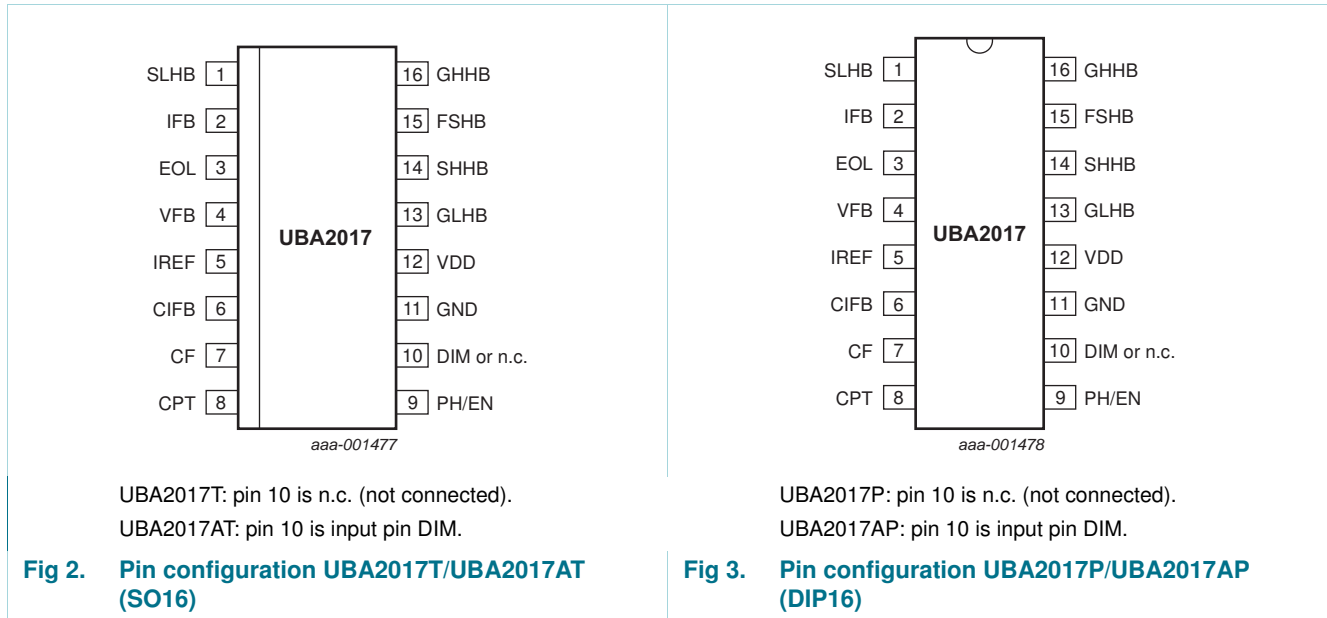 SLHB 1 16 GHHB
IFB 2 15 FSHB
EOL 3 14 SHHB
VFB 4 13 GLHB
UBA2017
IREF 5 12 VDD
CIFB 6 11 GND
CF 7 10 DIM or n.c.
CPT 8 9 PH/EN
aaa-001477
UBA2017T: pin 10 is n.c. (not connected).
UBA2017AT: pin 10 is input pin DIM.
Fig 2. Pin configuration UBA2017T/UBA2017AT
(SO16)
SLHB 1 16 GHHB
IFB 2 15 FSHB
EOL 3 14 SHHB
VFB 4 13 GLHB
UBA2017
IREF 5 12 VDD
CIFB 6 11 GND
CF 7 10 DIM or n.c.
CPT 8 9 PH/EN
aaa-001478
UBA2017P: pin 10 is n.c. (not connected).
UBA2017AP: pin 10 is input pin DIM.
Fig 3. Pin configuration UBA2017P/UBA2017AP
(DIP16)